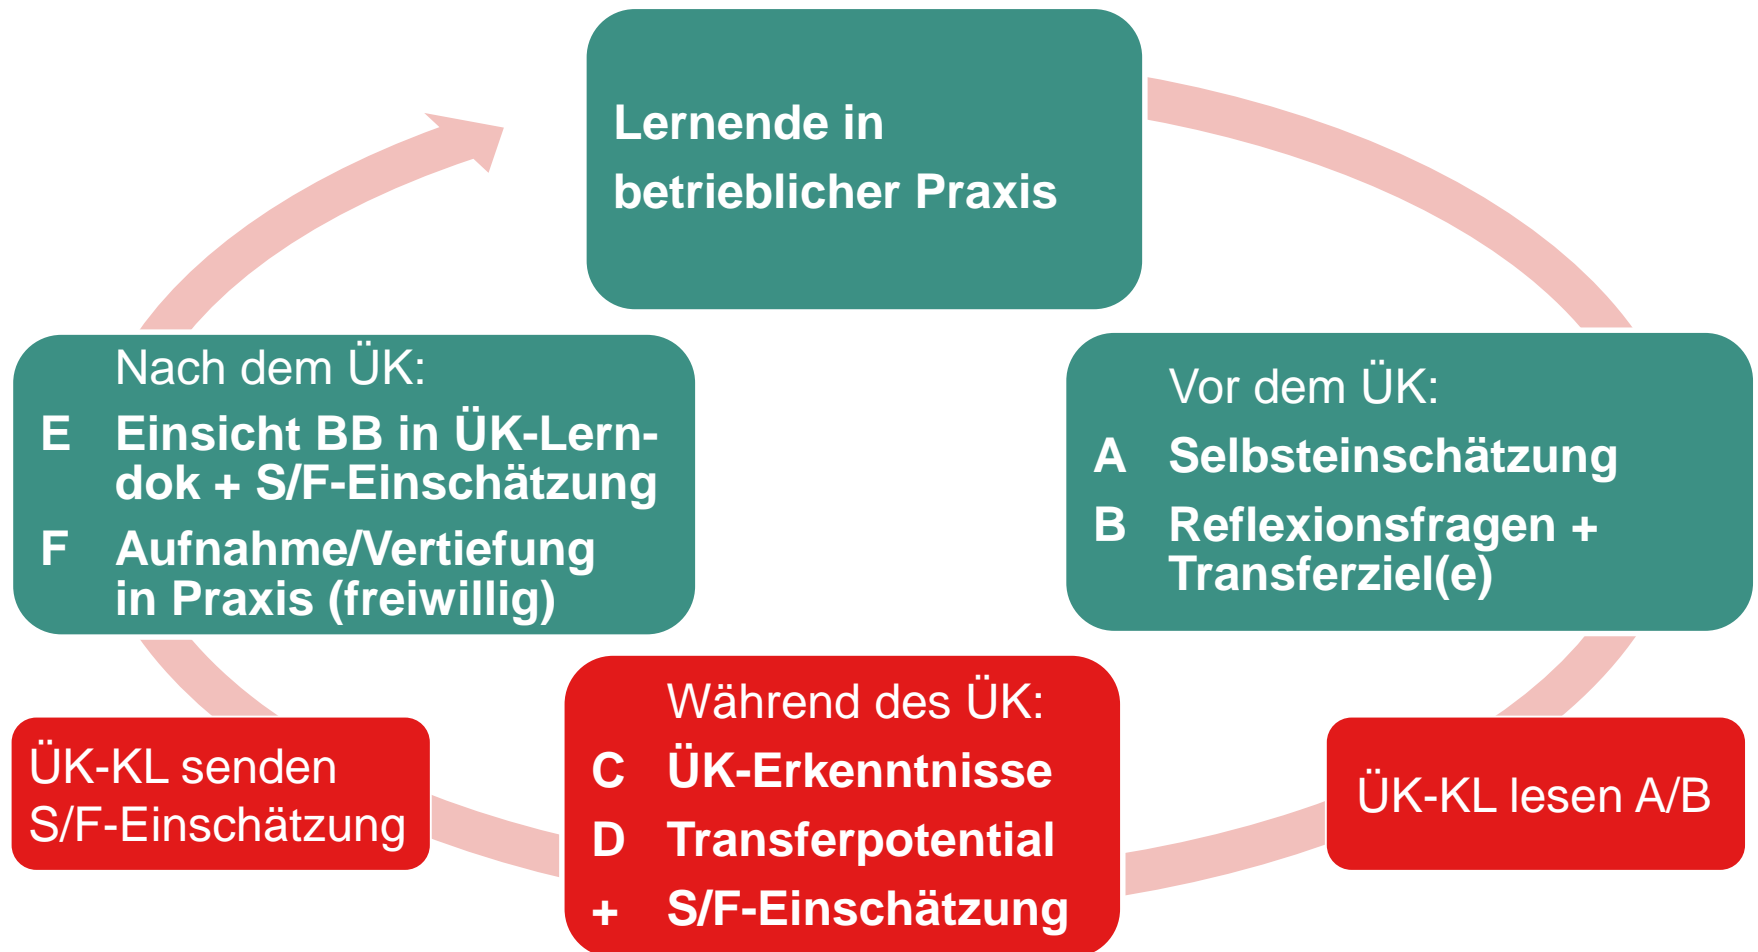 Lernende in
betrieblicher Praxis
Vor dem ÜK:
A Selbsteinschätzung
B Reflexionsfragen +
Transferziel(e)
ÜK-KL lesen A/B
Während des ÜK:
C ÜK-Erkenntnisse
D Transferpotential
+ S/F-Einschätzung
ÜK-KL senden
S/F-Einschätzung
Nach dem ÜK:
E Einsicht BB in ÜK-Lern-
dok + S/F-Einschätzung
F Aufnahme/Vertiefung
in Praxis (freiwillig)